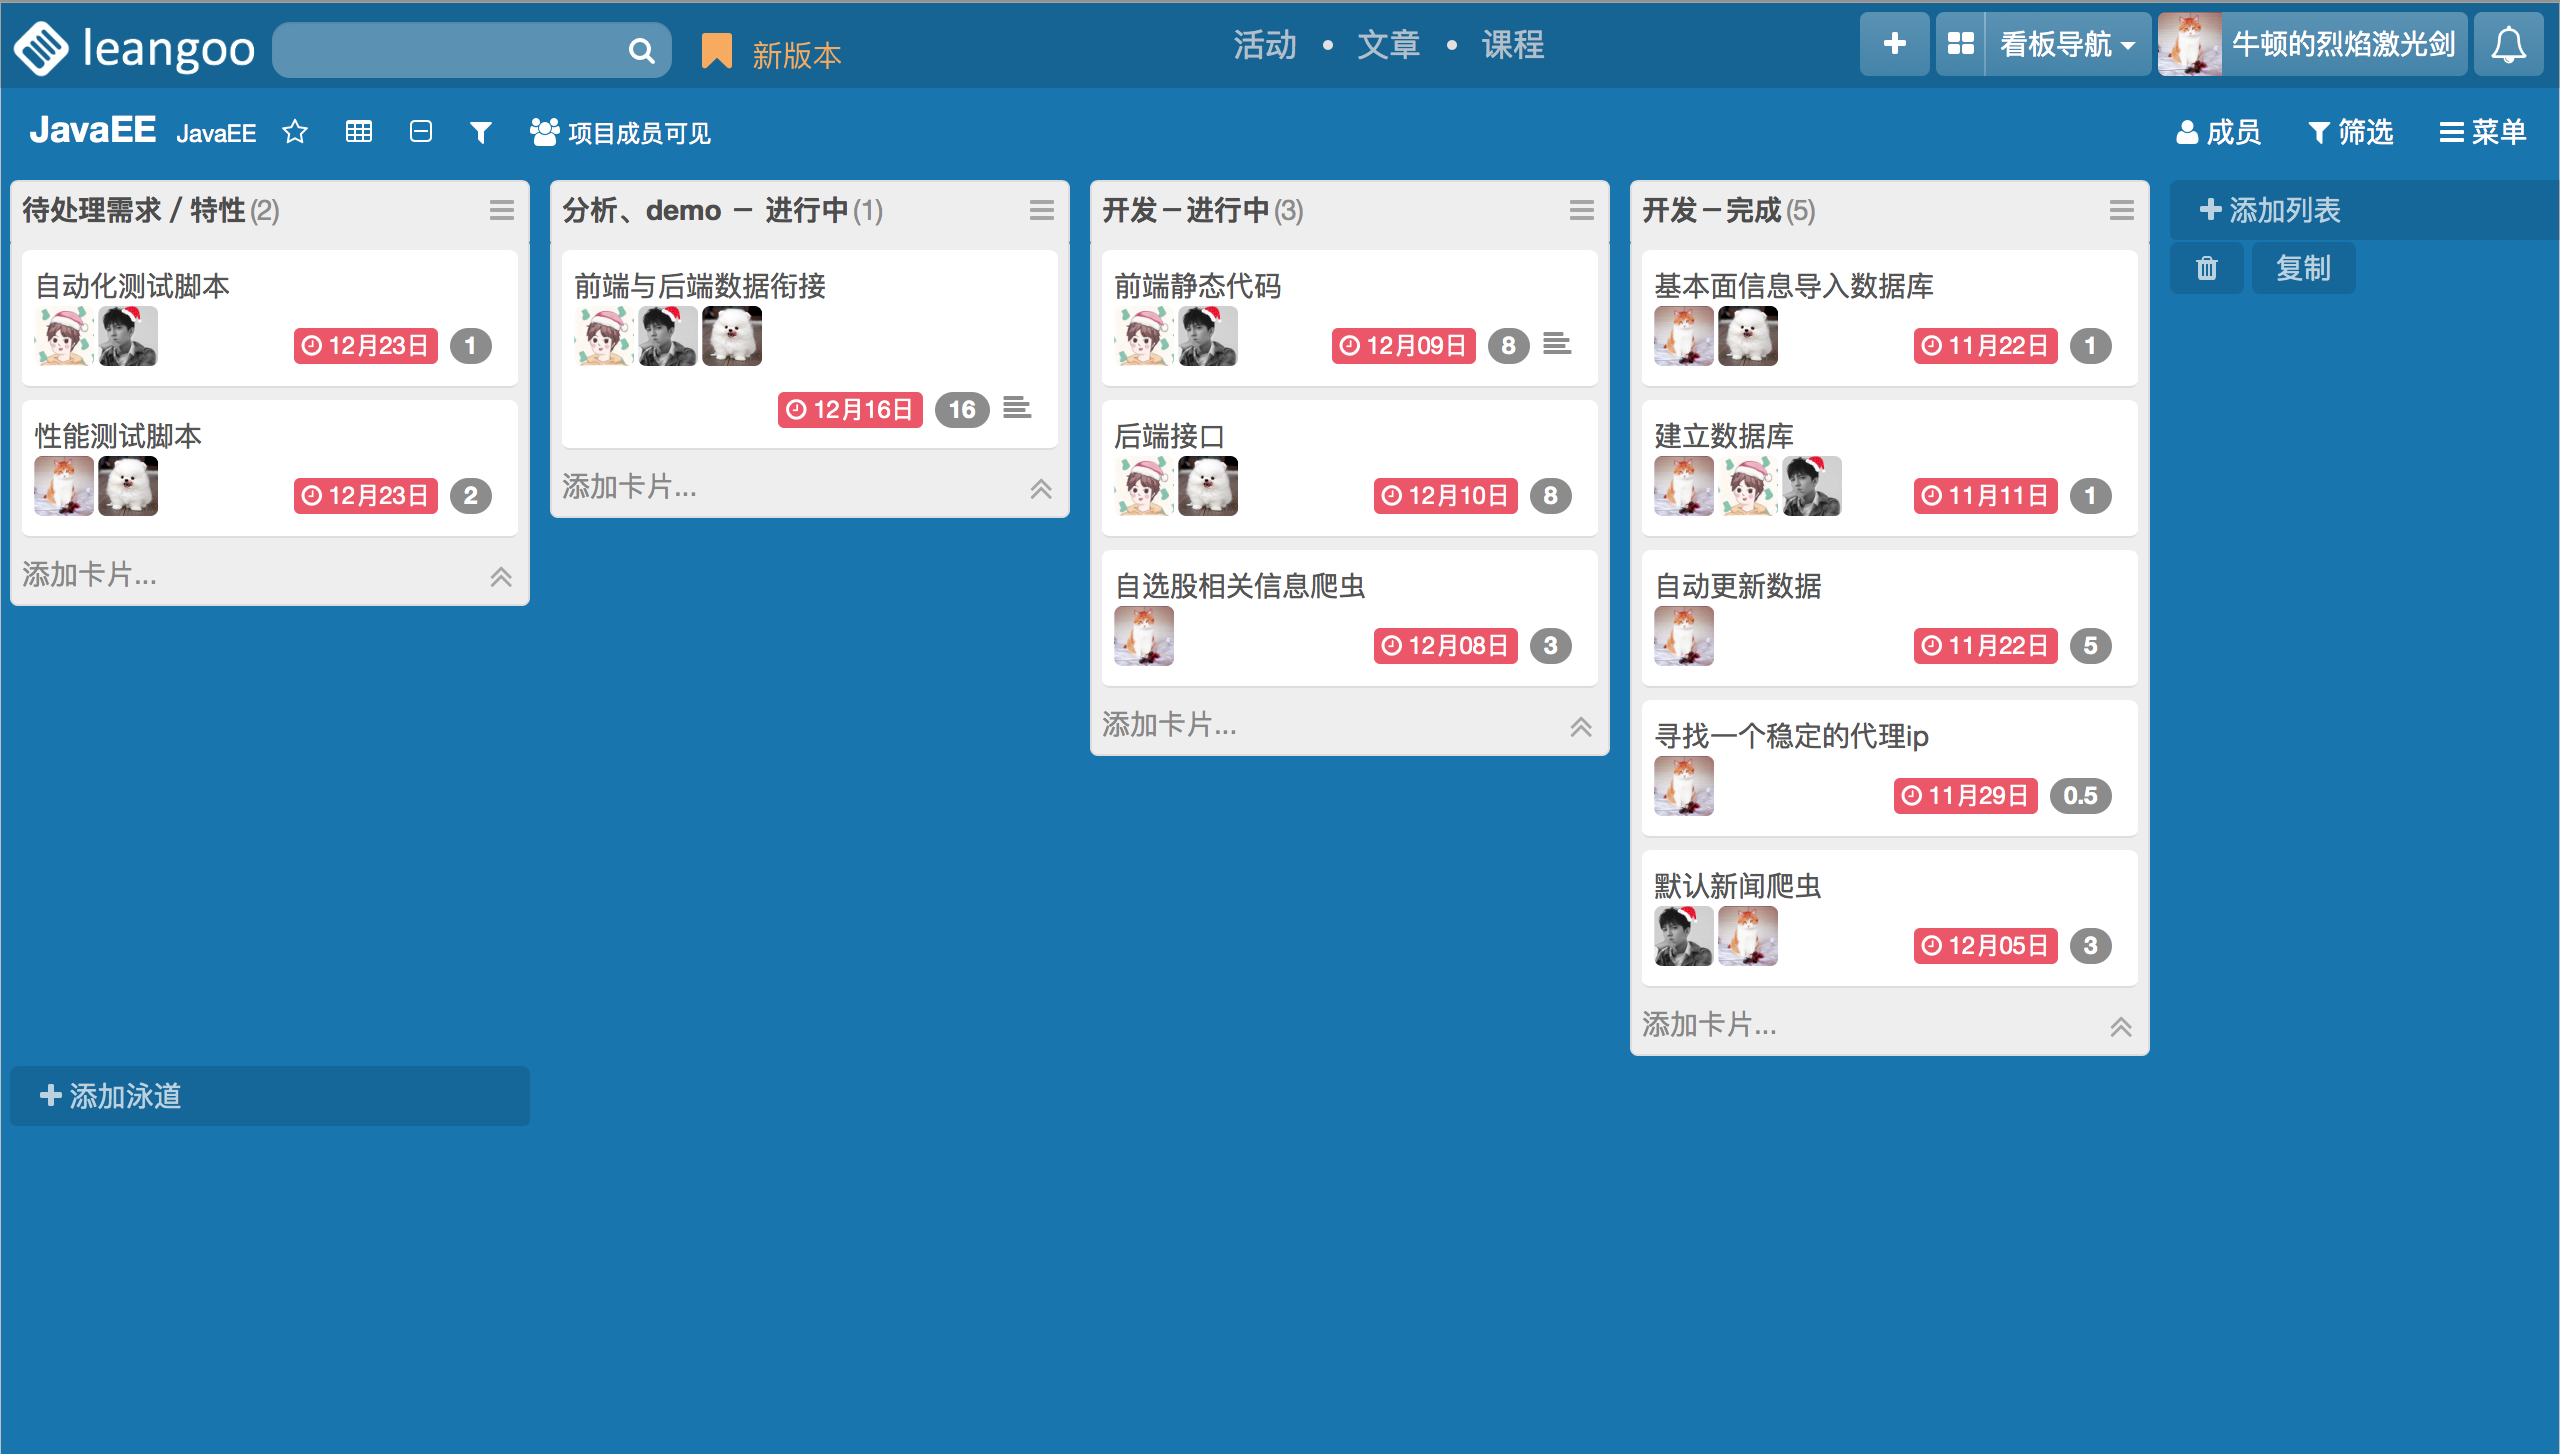 leangoo
新版本
活动 • 文章 • 课程
看板导航
牛顿的烈焰激光剑
JavaEE JavaEE 项目成员可见
成员 筛选 菜单
待处理需求 / 特性 (2)
自动化测试脚本
12月23日 1
性能测试脚本
12月23日 2
添加卡片...
分析、demo － 进行中 (1)
前端与后端数据衔接
12月16日 16
添加卡片...
开发－进行中 (3)
前端静态代码
12月09日 8
后端接口
12月10日 8
自选股相关信息爬虫
12月08日 3
添加卡片...
开发－完成 (5)
基本面信息导入数据库
11月22日 1
建立数据库
11月11日 1
自动更新数据
11月22日 5
寻找一个稳定的代理ip
11月29日 0.5
默认新闻爬虫
12月05日 3
添加卡片...
添加列表
复制
添加泳道